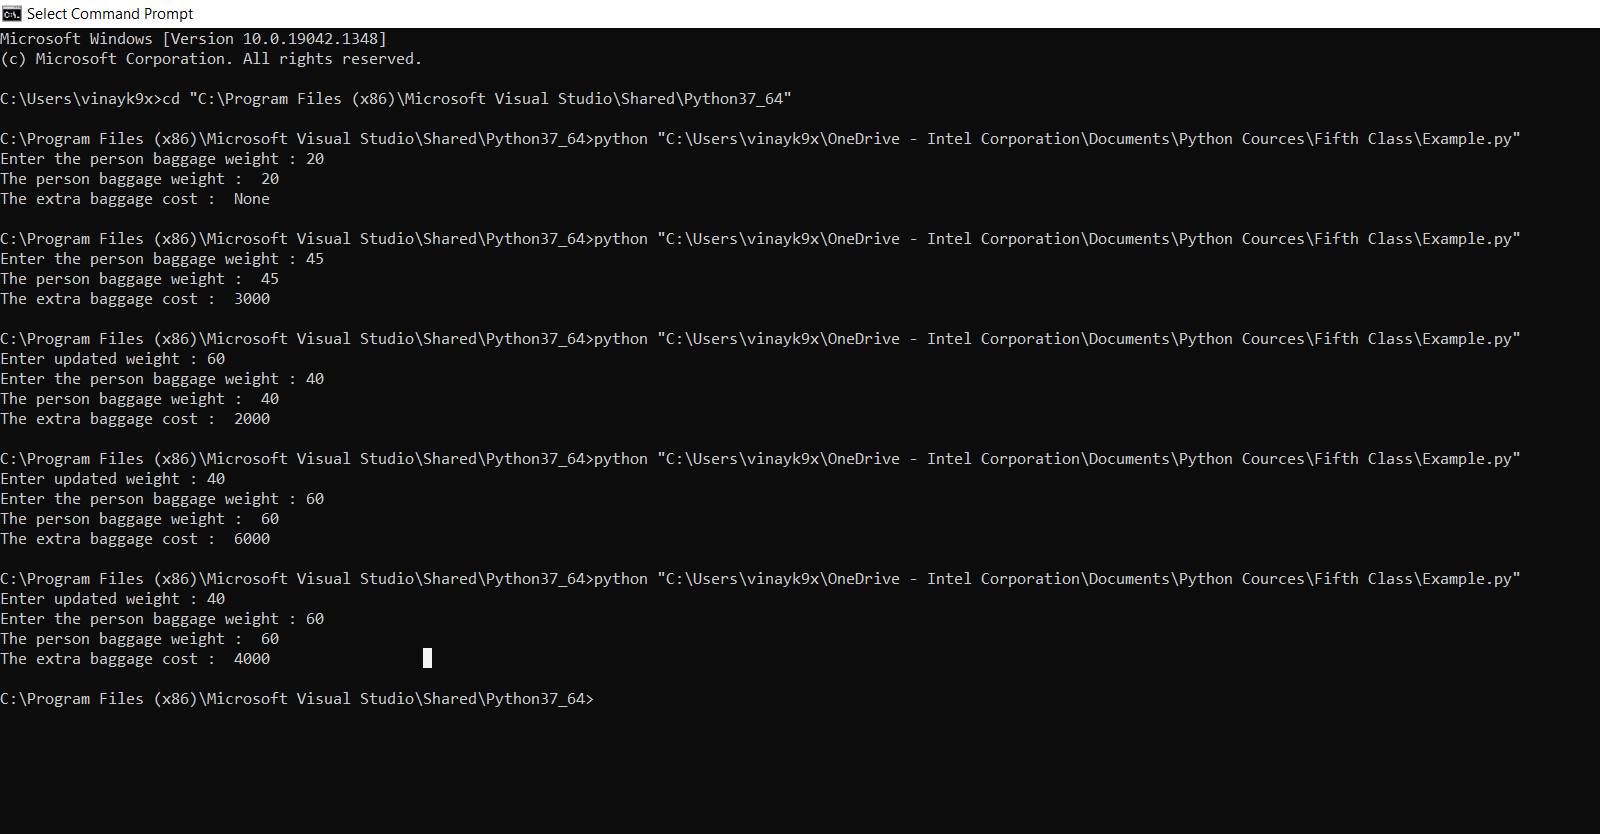 Select Command Prompt
Microsoft Windows [Version 10.0.19042.1348]
(c) Microsoft Corporation. All rights reserved.
C:\Users\vinayk9x>cd "C:\Program Files (x86)\Microsoft Visual Studio\Shared\Python37_64"
C:\Program Files (x86)\Microsoft Visual Studio\Shared\Python37_64>python "C:\Users\vinayk9x\OneDrive - Intel Corporation\Documents\Python Cources\Fifth Class\Example.py"
Enter the person baggage weight : 20
The person baggage weight :  20
The extra baggage cost :  None
C:\Program Files (x86)\Microsoft Visual Studio\Shared\Python37_64>python "C:\Users\vinayk9x\OneDrive - Intel Corporation\Documents\Python Cources\Fifth Class\Example.py"
Enter the person baggage weight : 45
The person baggage weight :  45
The extra baggage cost :  3000
C:\Program Files (x86)\Microsoft Visual Studio\Shared\Python37_64>python "C:\Users\vinayk9x\OneDrive - Intel Corporation\Documents\Python Cources\Fifth Class\Example.py"
Enter updated weight : 60
Enter the person baggage weight : 40
The person baggage weight :  40
The extra baggage cost :  2000
C:\Program Files (x86)\Microsoft Visual Studio\Shared\Python37_64>python "C:\Users\vinayk9x\OneDrive - Intel Corporation\Documents\Python Cources\Fifth Class\Example.py"
Enter updated weight : 40
Enter the person baggage weight : 60
The person baggage weight :  60
The extra baggage cost :  6000
C:\Program Files (x86)\Microsoft Visual Studio\Shared\Python37_64>python "C:\Users\vinayk9x\OneDrive - Intel Corporation\Documents\Python Cources\Fifth Class\Example.py"
Enter updated weight : 40
Enter the person baggage weight : 60
The person baggage weight :  60
The extra baggage cost :  4000
C:\Program Files (x86)\Microsoft Visual Studio\Shared\Python37_64>